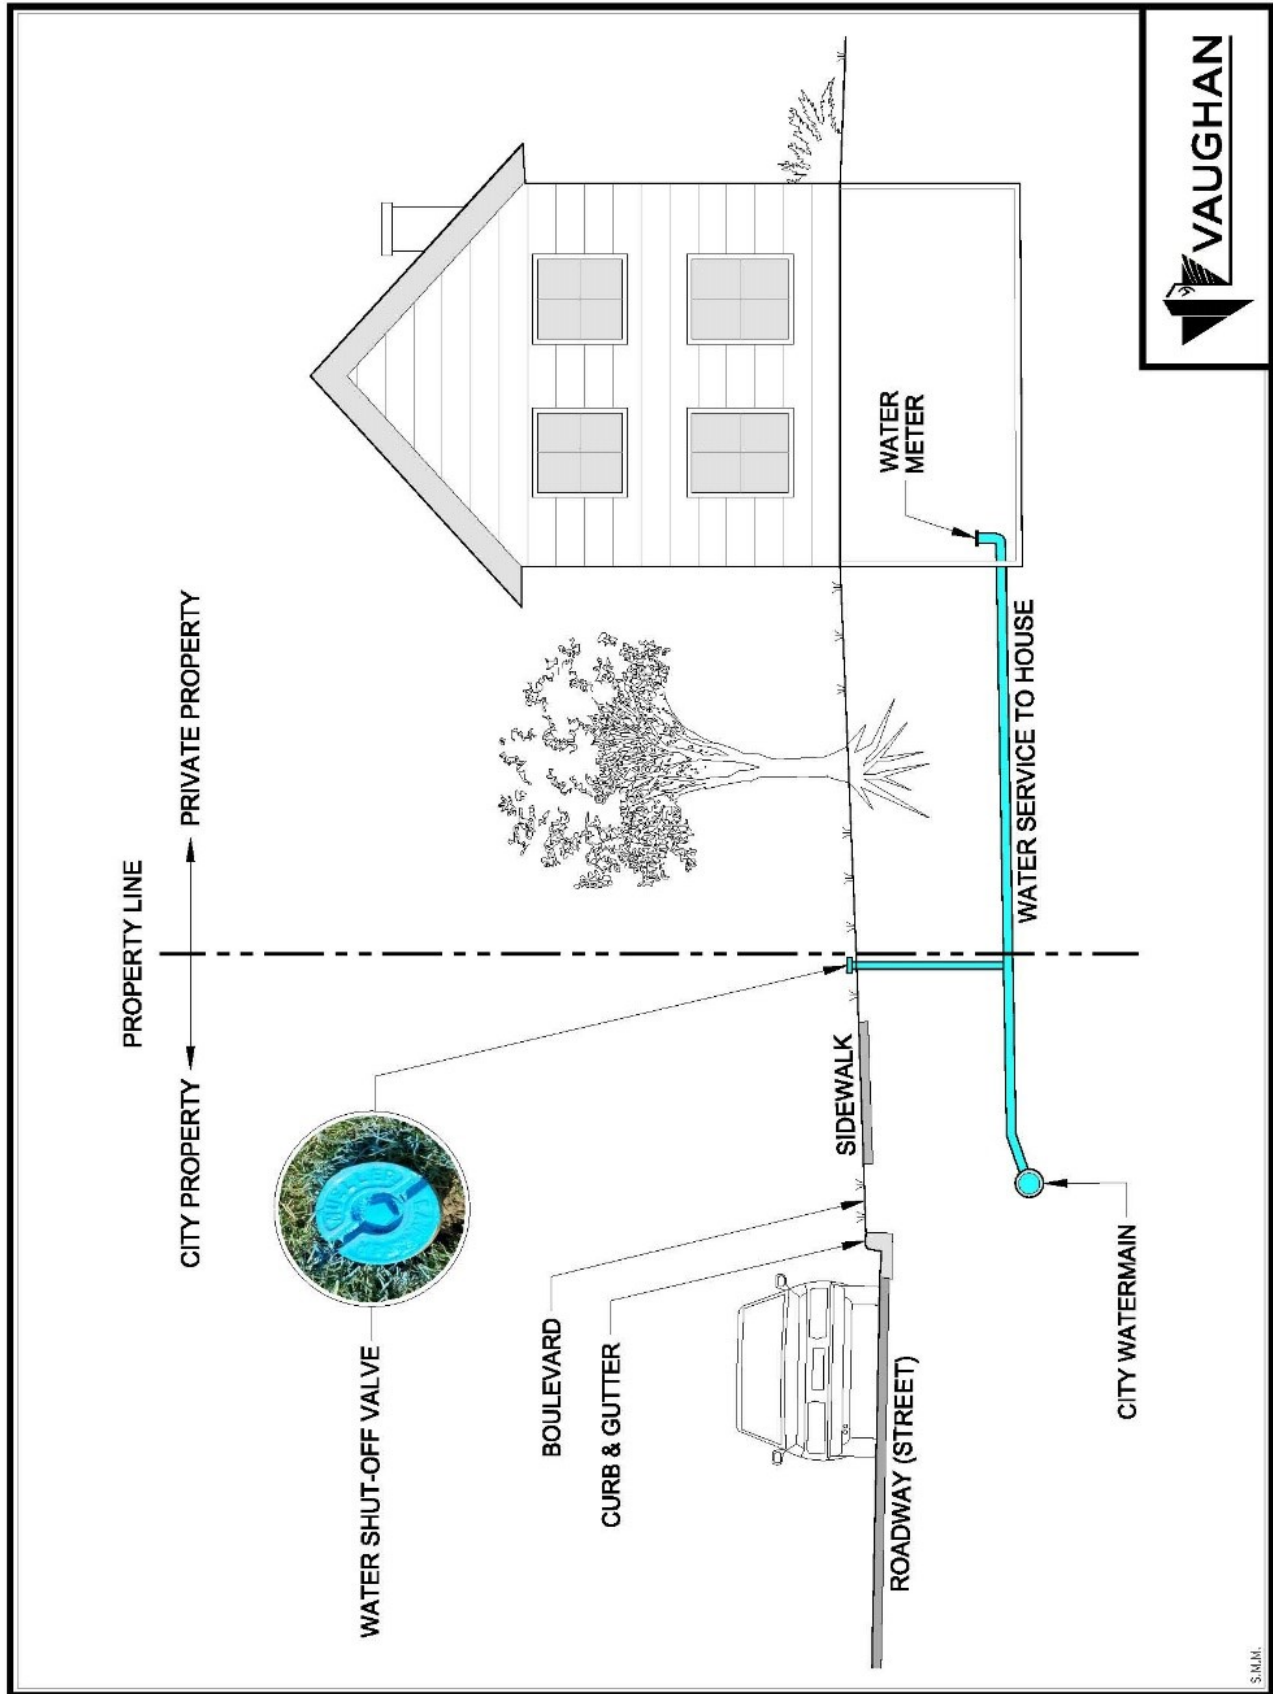 PROPERTY LINE
CITY PROPERTY
PRIVATE PROPERTY
WATER SHUT-OFF VALVE
BOULEVARD
CURB & GUTTER
SIDEWALK
WATER
METER
ROADWAY (STREET)
WATER SERVICE TO HOUSE
CITY WATERMAIN
VAUGHAN
S.M.M.